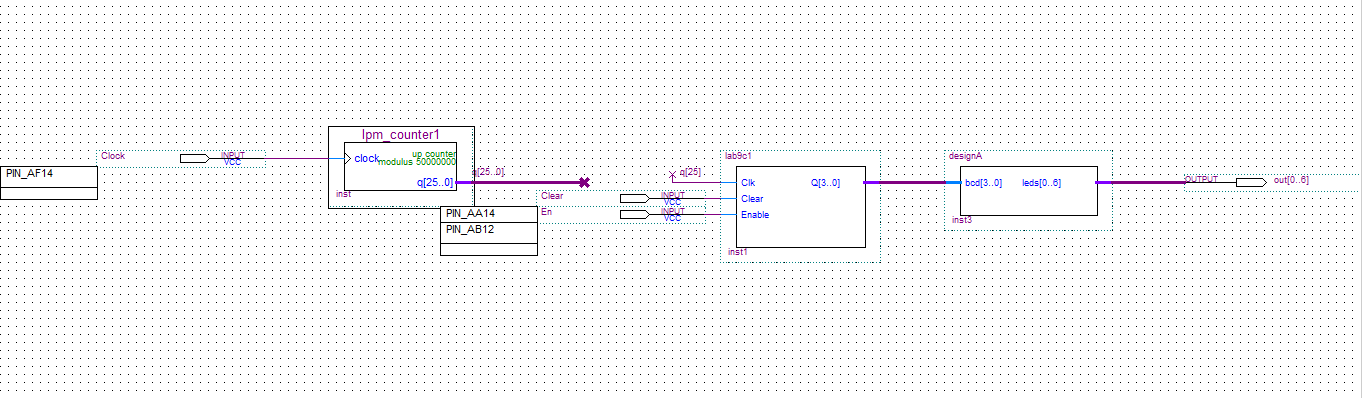 lpm_counter1
up counter
clock
modulus 50000000
q[25..0]
inst
Clock
INPUT
VCC
PIN_AF14
q[25..0]
Clear
INPUT
VCC
En
INPUT
VCC
PIN_AA14
PIN_AB12
q[25]
lab9c1
Clk
Q[3..0]
Clear
Enable
inst1
designA
bcd[3..0]
leds[0..6]
inst3
OUTPUT
out[0..6]